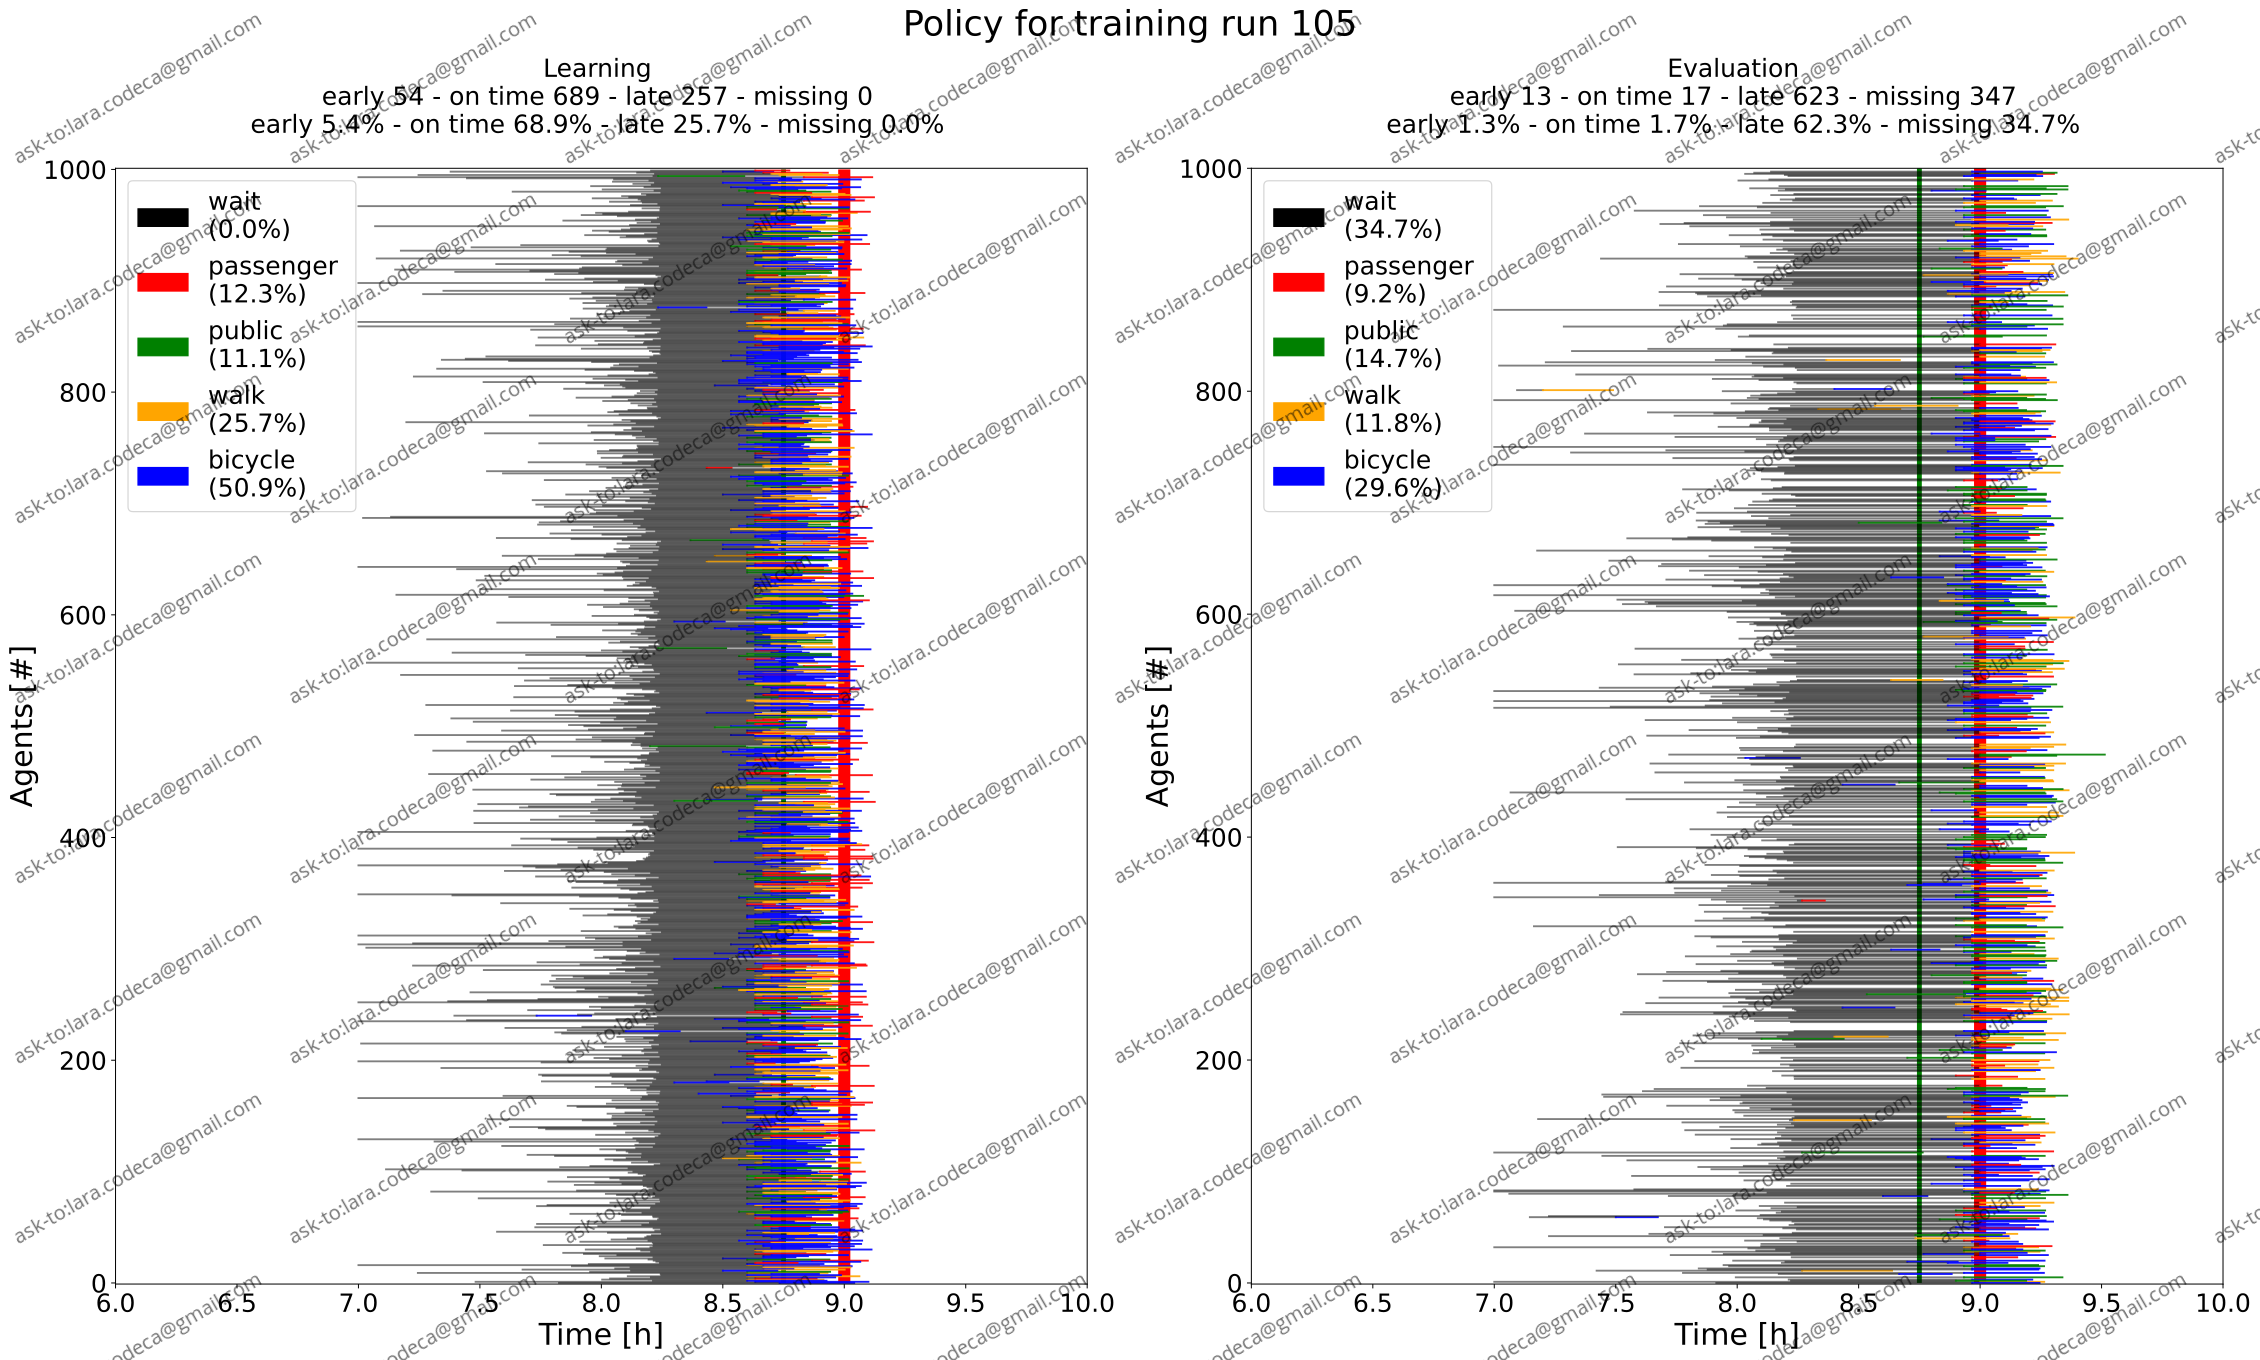 Policy for training run 105
Learning
early 54 - on time 689 - late 257 - missing 0
early 5.4% - on time 68.9% - late 25.7% - missing 0.0%
1000
800
600
400
200
0
Agents [#]
wait
(0.0%)
passenger
(12.3%)
public
(11.1%)
walk
(25.7%)
bicycle
(50.9%)
6.0 6.5 7.0 7.5 8.0 8.5 9.0 9.5 10.0
Time [h]
Evaluation
early 13 - on time 17 - late 623 - missing 347
early 1.3% - on time 1.7% - late 62.3% - missing 34.7%
1000
800
600
400
200
0
Agents [#]
wait
(34.7%)
passenger
(9.2%)
public
(14.7%)
walk
(11.8%)
bicycle
(29.6%)
6.0 6.5 7.0 7.5 8.0 8.5 9.0 9.5 10.0
Time [h]
ask-to:lara.codeca@gmail.com